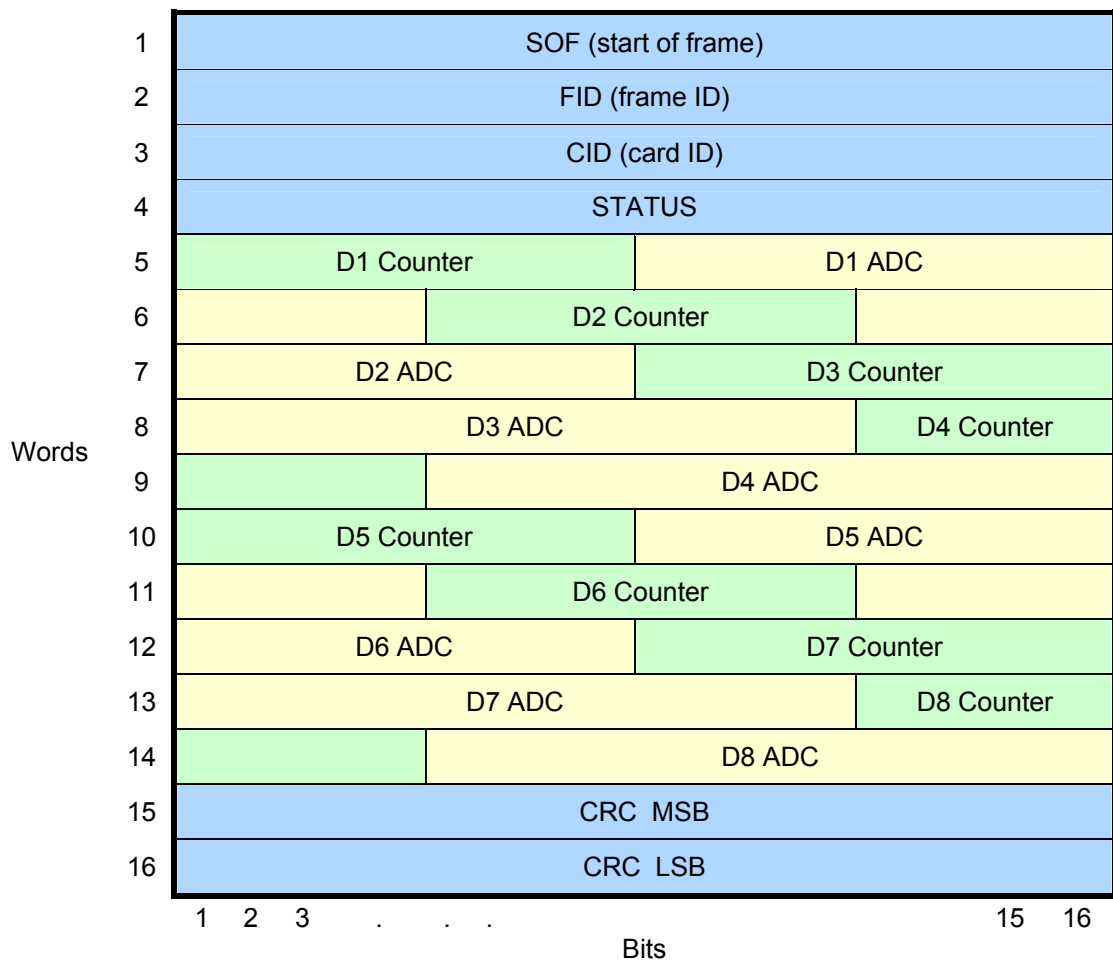 1 SOF (start of frame)
2 FID (frame ID)
3 CID (card ID)
4 STATUS
5 D1 Counter D1 ADC
6 D2 Counter
7 D2 ADC D3 Counter
8 D3 ADC D4 Counter
Words
9 D4 ADC
10 D5 Counter D5 ADC
11 D6 Counter
12 D6 ADC D7 Counter
13 D7 ADC D8 Counter
14 D8 ADC
15 CRC MSB
16 CRC LSB
1 2 3 . . . 15 16
Bits